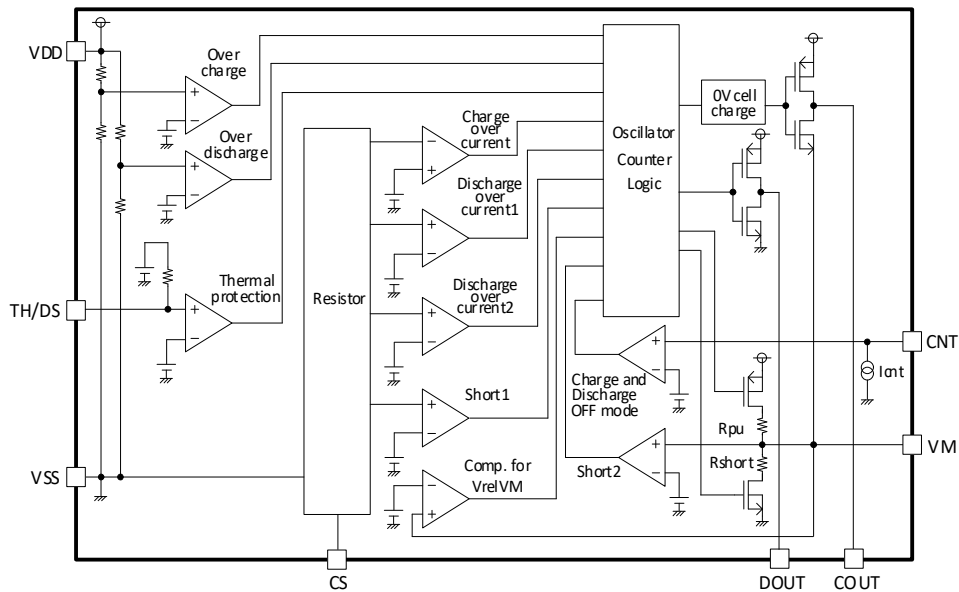 VDD
Over
charge
Over
discharge
Charge over
current
Discharge over
current1
Discharge over
current2
Oscillator
Counter
Logic
0V cell
charge
Thermal
protection
Resistor
TH/DS
CNT
Icnt
Charge and
Discharge
OFF mode
Rpu
VM
Short1
Short2
Rshort
Comp. for
VrelVM
VSS
CS
DOUT
COUT
+
−
+
−
+
−
−
+
+
−
+
−
+
−
−
+
+
−
+
−